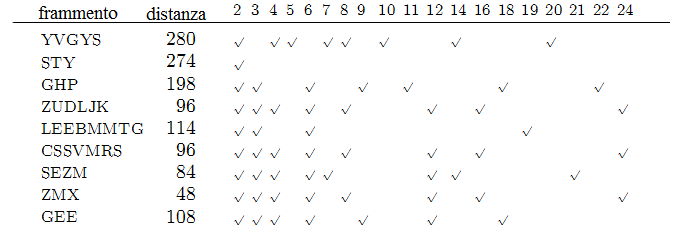 frammento distanza 2 3 4 5 6 7 8 9 10 11 12 14 16 18 19 20 21 22 24
YVGYS 280 ✓ ✓ ✓ ✓ ✓ ✓ ✓ ✓
STY 274 ✓
GHP 198 ✓ ✓ ✓ ✓ ✓ ✓ ✓
ZUDLJK 96 ✓ ✓ ✓ ✓ ✓ ✓ ✓ ✓
LEEBMMTG 114 ✓ ✓ ✓ ✓
CSSVMRS 96 ✓ ✓ ✓ ✓ ✓ ✓ ✓ ✓
SEZM 84 ✓ ✓ ✓ ✓ ✓ ✓ ✓ ✓
ZMX 48 ✓ ✓ ✓ ✓ ✓ ✓ ✓ ✓
GEE 108 ✓ ✓ ✓ ✓ ✓ ✓ ✓